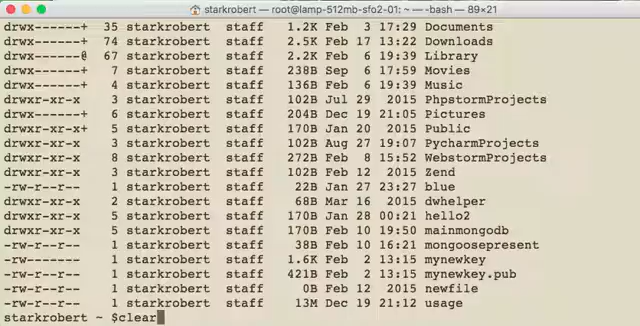 starkrobert — root@lamp-512mb-sfo2-01: ~ — -bash — 89×21
drwx------+ 35 starkrobert staff 1.2K Feb 3 17:29 Documents
drwx------+ 74 starkrobert staff 2.5K Feb 17 13:22 Downloads
drwx------@ 67 starkrobert staff 2.2K Feb 6 19:39 Library
drwx------+ 7 starkrobert staff 238B Sep 6 17:59 Movies
drwx------+ 4 starkrobert staff 136B Feb 6 19:39 Music
drwxr-xr-x 3 starkrobert staff 102B Jul 29 2015 PhpstormProjects
drwx------+ 6 starkrobert staff 204B Dec 19 21:05 Pictures
drwxr-xr-x+ 5 starkrobert staff 170B Jan 20 2015 Public
drwxr-xr-x 3 starkrobert staff 102B Aug 27 19:07 PycharmProjects
drwxr-xr-x 8 starkrobert staff 272B Feb 8 15:52 WebstormProjects
drwxr-xr-x 3 starkrobert staff 102B Feb 12 2015 Zend
-rw-r--r-- 1 starkrobert staff 22B Jan 27 23:27 blue
drwxr-xr-x 2 starkrobert staff 68B Mar 16 2015 dwhelper
drwxr-xr-x 5 starkrobert staff 170B Jan 28 00:21 hello2
drwxr-xr-x 5 starkrobert staff 170B Feb 10 19:50 mainmongodb
-rw-r--r-- 1 starkrobert staff 38B Feb 10 16:21 mongoosepresent
-rw------- 1 starkrobert staff 1.6K Feb 2 13:15 mynewkey
-rw-r--r-- 1 starkrobert staff 421B Feb 2 13:15 mynewkey.pub
-rw-r--r-- 1 starkrobert staff 0B Feb 12 2015 newfile
-rw-r--r-- 1 starkrobert staff 13M Dec 19 21:12 usage
starkrobert ~ $clear